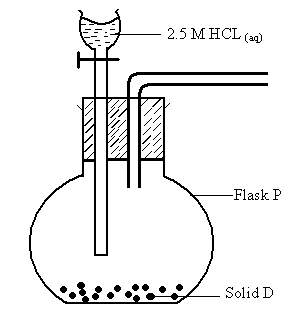 2.5 M HCL (aq)
Flask P
Solid D